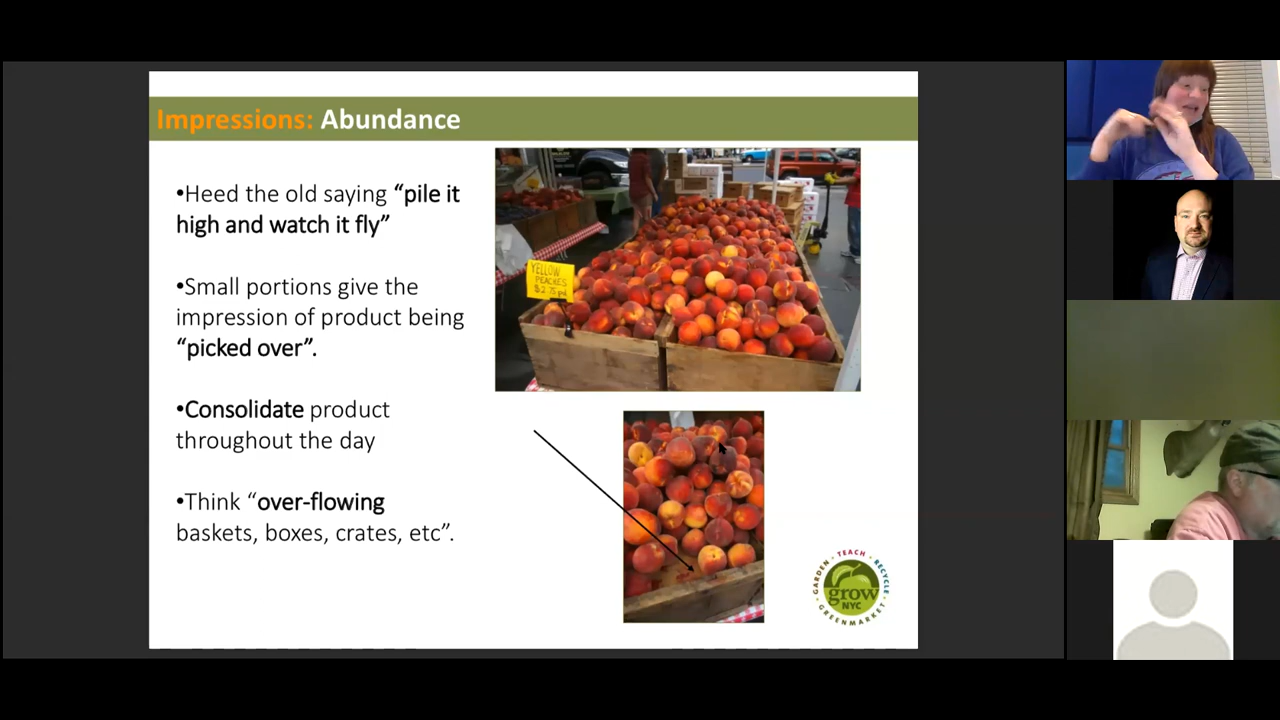 Impressions: Abundance
•Heed the old saying “pile it
high and watch it fly”
•Small portions give the
impression of product being
“picked over”.
•Consolidate product
throughout the day
•Think “over-flowing
baskets, boxes, crates, etc”.
YELLOW
PEACHES
GARDEN • TEACH • RECYCLE
grow
NYC
GREENMARKET